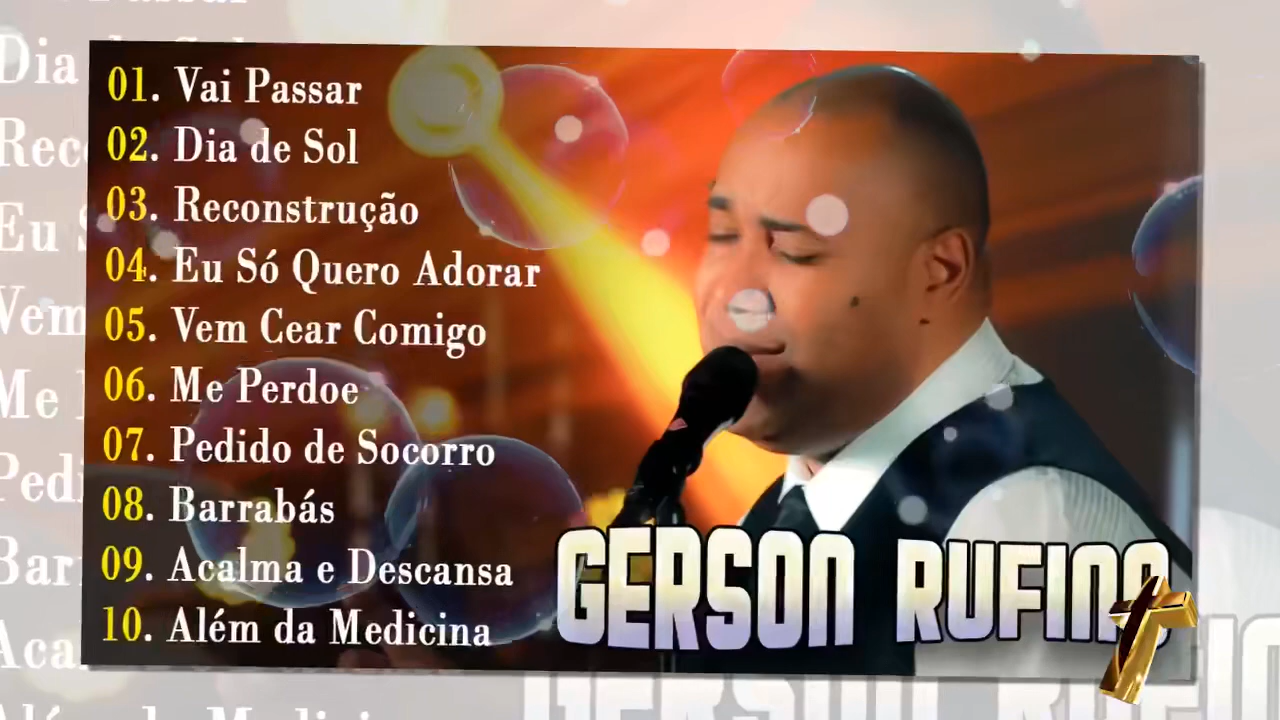 01. Vai Passar
02. Dia de Sol
03. Reconstrução
04. Eu Só Quero Adorar
05. Vem Cear Comigo
06. Me Perdoe
07. Pedido de Socorro
08. Barrabás
09. Acalma e Descansa
10. Além da Medicina
GERSON RUFINO